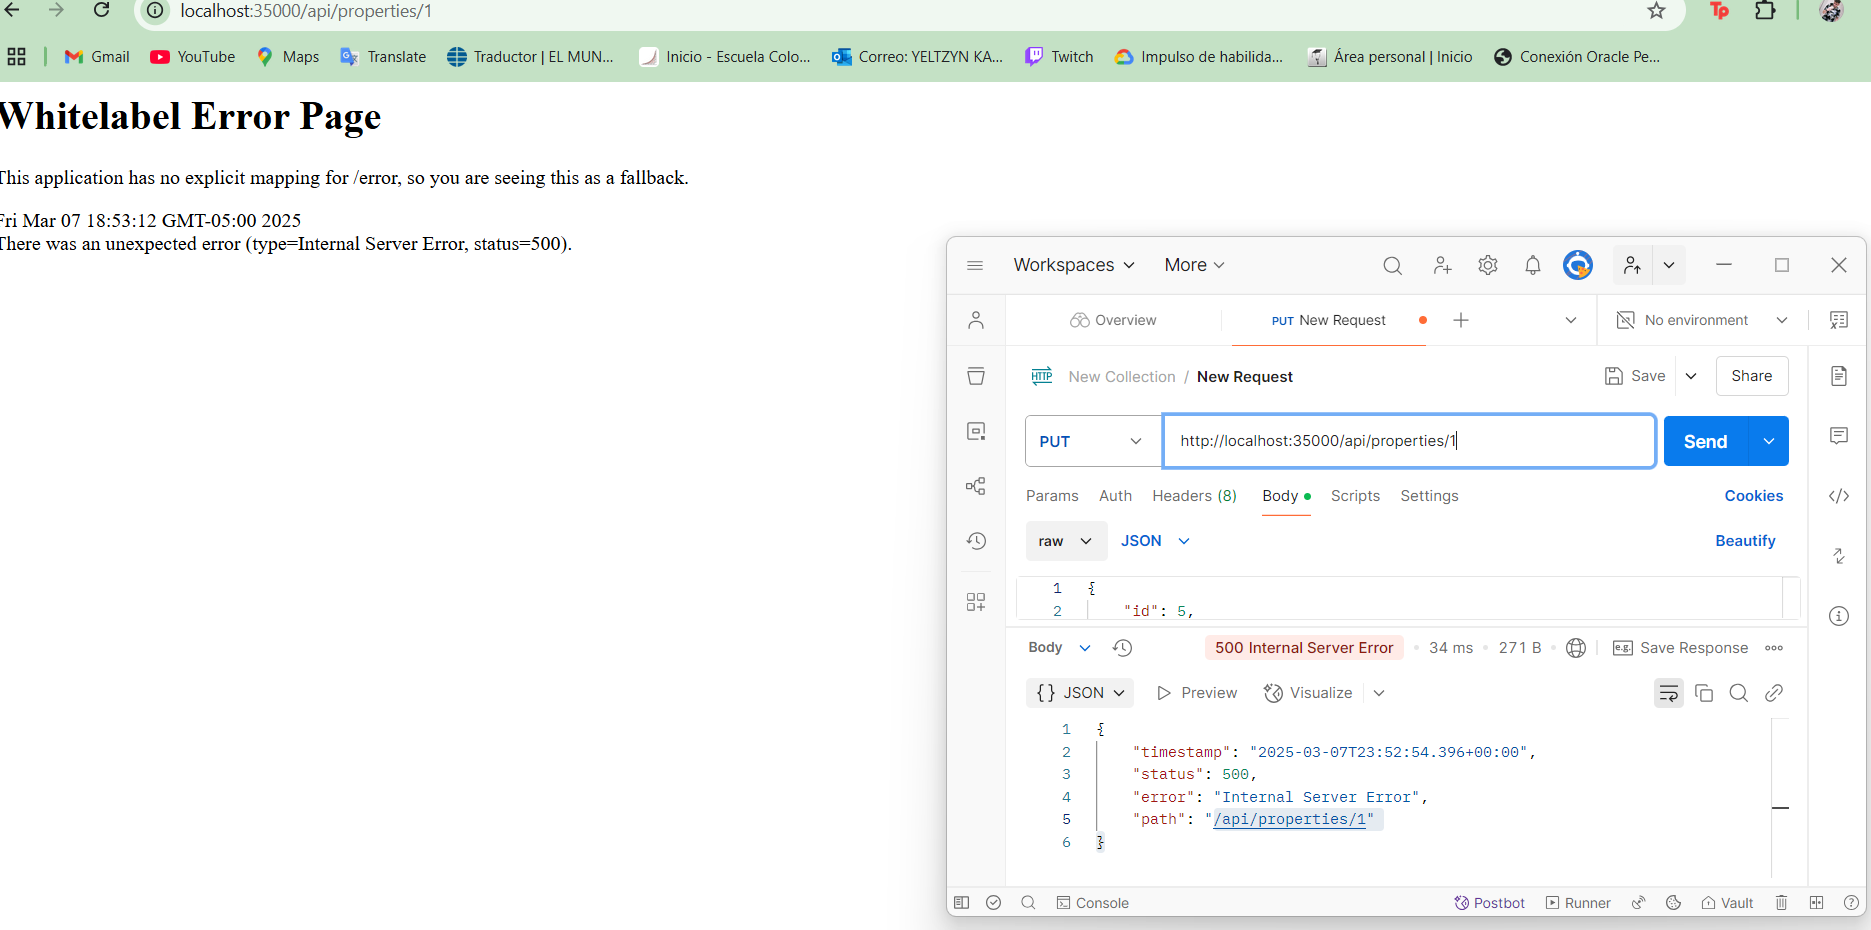 localhost:35000/api/properties/1
Gmail YouTube Maps Translate Traductor | EL MUN... Inicio - Escuela Colo... Correo: YELTZYN KA... Twitch Impulso de habilida... Área personal | Inicio Conexión Oracle Pe...
Whitelabel Error Page
This application has no explicit mapping for /error, so you are seeing this as a fallback.
Fri Mar 07 18:53:12 GMT-05:00 2025
There was an unexpected error (type=Internal Server Error, status=500).
Workspaces More
Overview PUT New Request No environment
HTTP New Collection / New Request Save Share
PUT http://localhost:35000/api/properties/1 Send
Params Auth Headers (8) Body Scripts Settings Cookies
raw JSON Beautify
1 {
2 "id": 5,
Body 500 Internal Server Error 34 ms 271 B e.g. Save Response
{} JSON Preview Visualize
1 {
2 "timestamp": "2025-03-07T23:52:54.396+00:00",
3 "status": 500,
4 "error": "Internal Server Error",
5 "path": "/api/properties/1"
6 }
Console Postbot Runner Vault